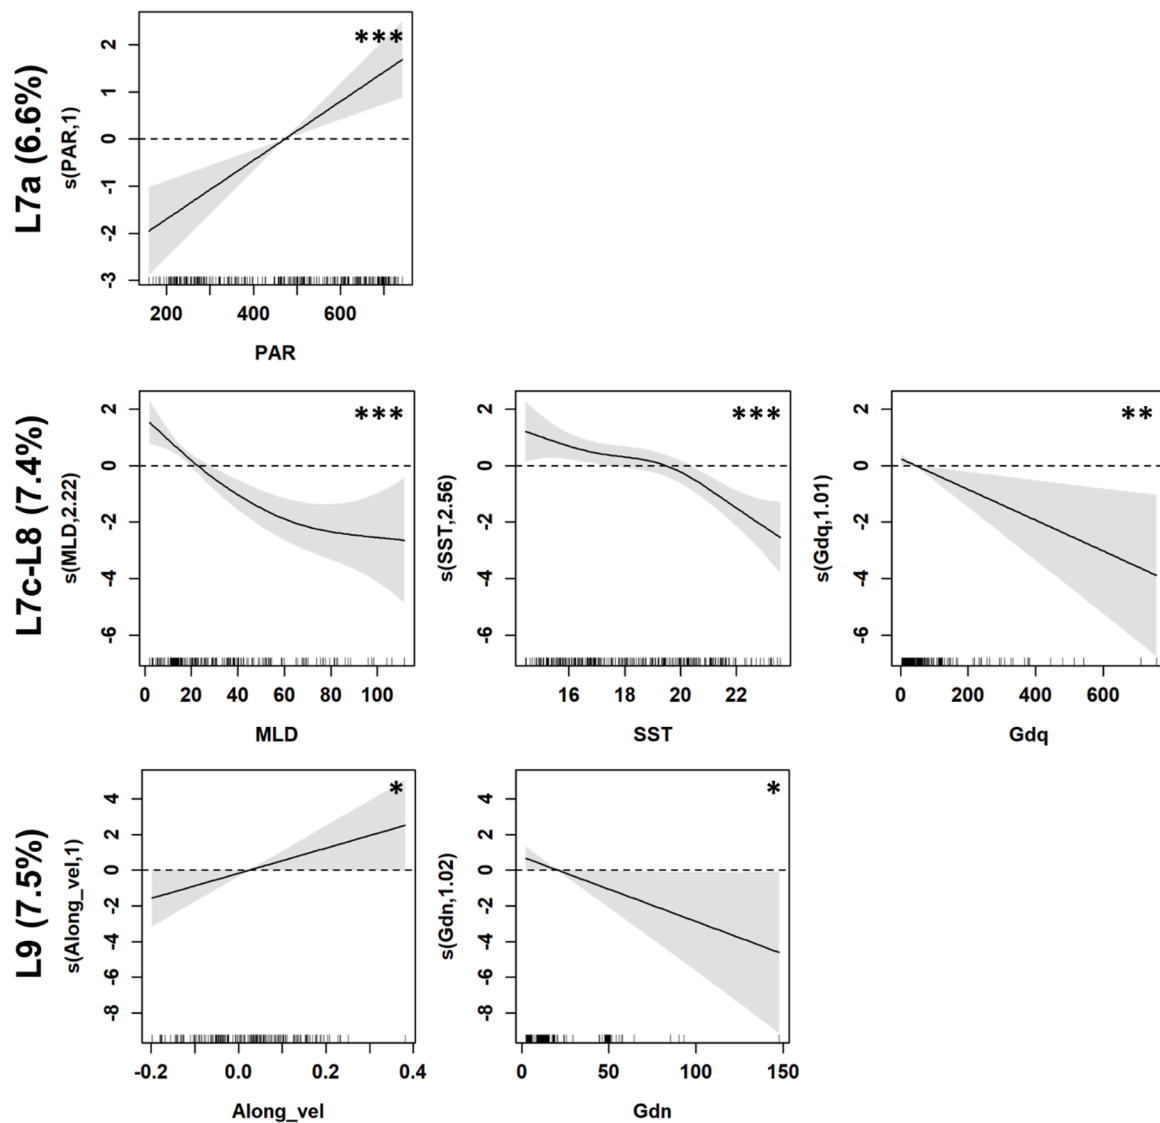 L7a (6.6%)
s(PAR,1)
2
1
0
-1
-2
-3
***
200 400 600
PAR
L7c-L8 (7.4%)
s(MLD,2.22)
2
0
-2
-4
-6
***
0 20 40 60 80 100
MLD
s(SST,2.56)
2
0
-2
-4
-6
***
16 18 20 22
SST
s(Gdq,1.01)
2
0
-2
-4
-6
**
0 200 400 600
Gdq
L9 (7.5%)
s(Along_vel,1)
4
2
0
-2
-4
-6
-8
*
-0.2 0.0 0.2 0.4
Along_vel
s(Gdn,1.02)
4
2
0
-2
-4
-6
-8
*
0 50 100 150
Gdn